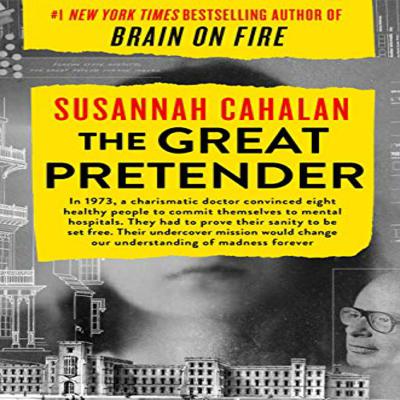 #1 NEW YORK TIMES BESTSELLING AUTHOR OF
BRAIN ON FIRE
SUSANNAH CAHALAN
THE GREAT
PRETENDER
In 1973, a charismatic doctor convinced eight
healthy people to commit themselves to mental
hospitals. They had to prove their sanity to be
set free. Their undercover mission would change
our understanding of madness forever